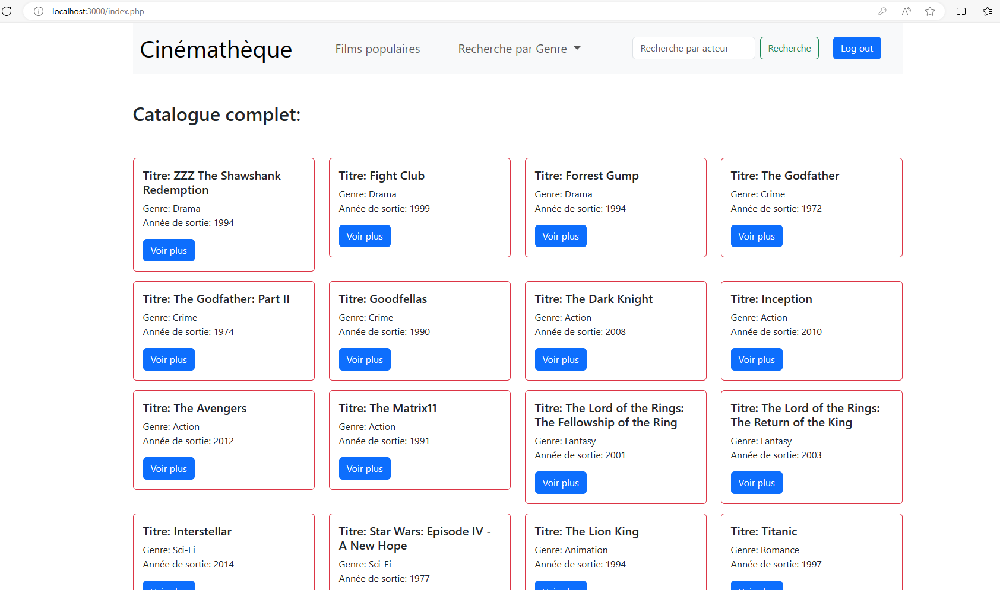 localhost:3000/index.php
Cinémathèque
Films populaires
Recherche par Genre
Recherche par acteur
Recherche
Log out
Catalogue complet:
Titre: ZZZ The Shawshank
Redemption
Genre: Drama
Année de sortie: 1994
Voir plus
Titre: Fight Club
Genre: Drama
Année de sortie: 1999
Voir plus
Titre: Forrest Gump
Genre: Drama
Année de sortie: 1994
Voir plus
Titre: The Godfather
Genre: Crime
Année de sortie: 1972
Voir plus
Titre: The Godfather: Part II
Genre: Crime
Année de sortie: 1974
Voir plus
Titre: Goodfellas
Genre: Crime
Année de sortie: 1990
Voir plus
Titre: The Dark Knight
Genre: Action
Année de sortie: 2008
Voir plus
Titre: Inception
Genre: Action
Année de sortie: 2010
Voir plus
Titre: The Avengers
Genre: Action
Année de sortie: 2012
Voir plus
Titre: The Matrix11
Genre: Action
Année de sortie: 1991
Voir plus
Titre: The Lord of the Rings:
The Fellowship of the Ring
Genre: Fantasy
Année de sortie: 2001
Voir plus
Titre: The Lord of the Rings:
The Return of the King
Genre: Fantasy
Année de sortie: 2003
Voir plus
Titre: Interstellar
Genre: Sci-Fi
Année de sortie: 2014
Titre: Star Wars: Episode IV -
A New Hope
Genre: Sci-Fi
Année de sortie: 1977
Titre: The Lion King
Genre: Animation
Année de sortie: 1994
Titre: Titanic
Genre: Romance
Année de sortie: 1997